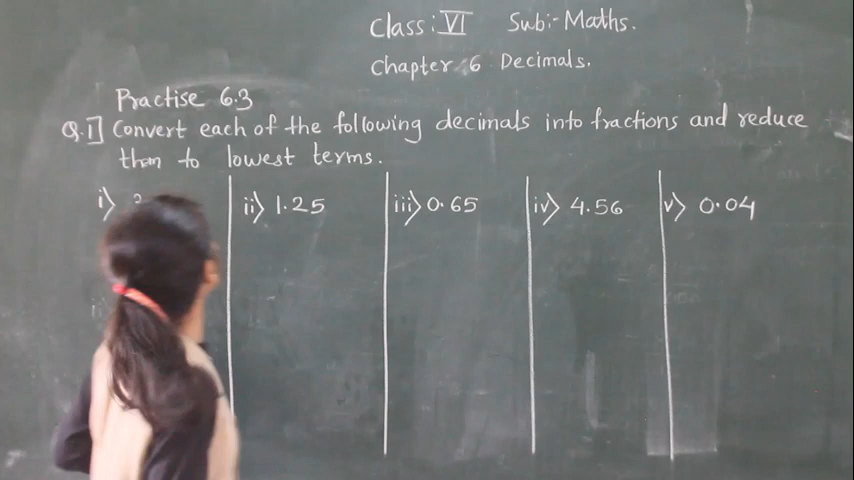 Class: VI Sub:- Maths.
Chapter 6 Decimals.
Practise 6.3
Q.1] Convert each of the following decimals into fractions and reduce
them to lowest terms.
i) ii) 1.25 iii) 0.65 iv) 4.56 v) 0.04